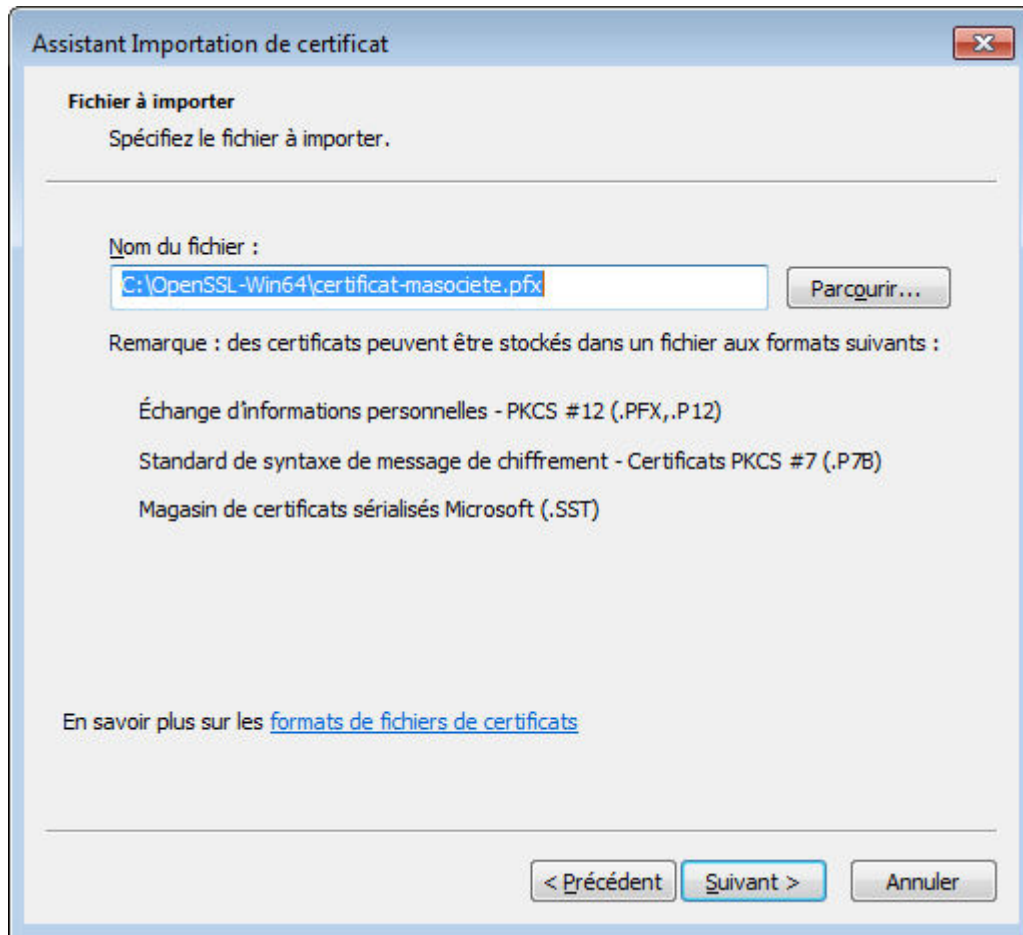 Assistant Importation de certificat
Fichier à importer
Spécifiez le fichier à importer.
Nom du fichier :
C:\OpenSSL-Win64\certificat-masociete.pfx
Parcourir...
Remarque : des certificats peuvent être stockés dans un fichier aux formats suivants :
Échange d'informations personnelles - PKCS #12 (.PFX,.P12)
Standard de syntaxe de message de chiffrement - Certificats PKCS #7 (.P7B)
Magasin de certificats sérialisés Microsoft (.SST)
En savoir plus sur les formats de fichiers de certificats
< Précédent Suivant > Annuler